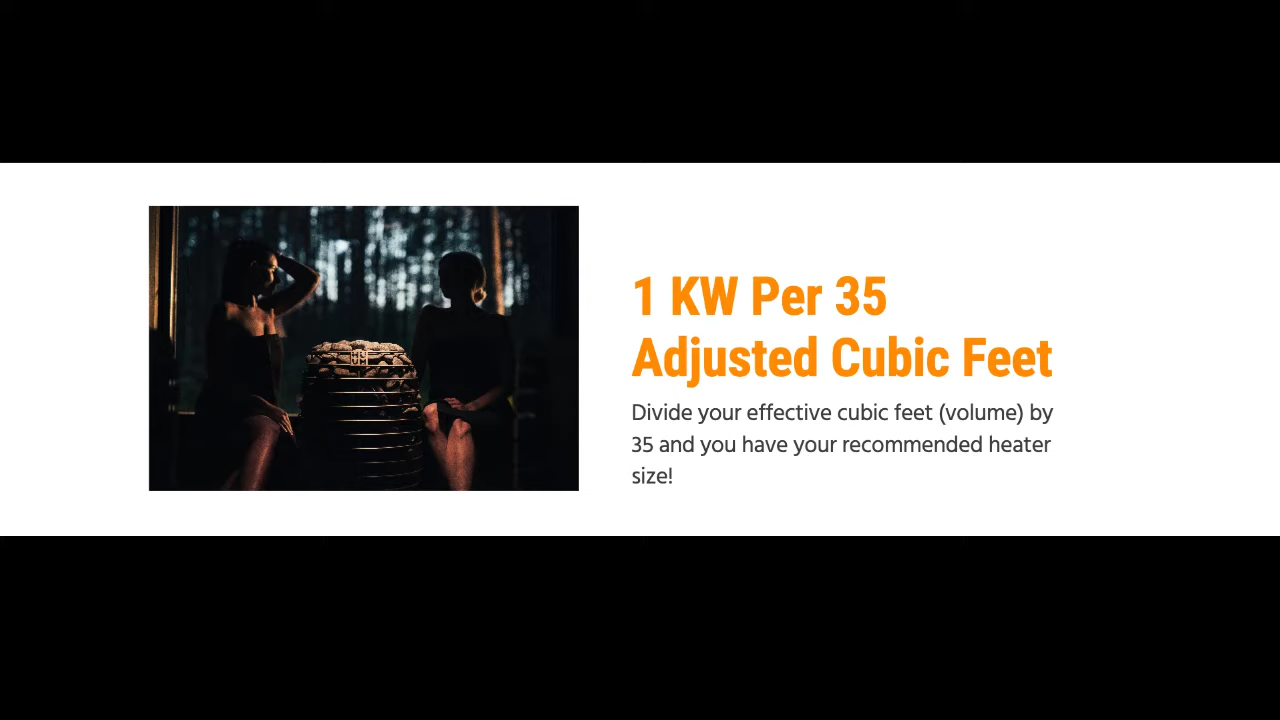 1 KW Per 35
Adjusted Cubic Feet
Divide your effective cubic feet (volume) by
35 and you have your recommended heater
size!